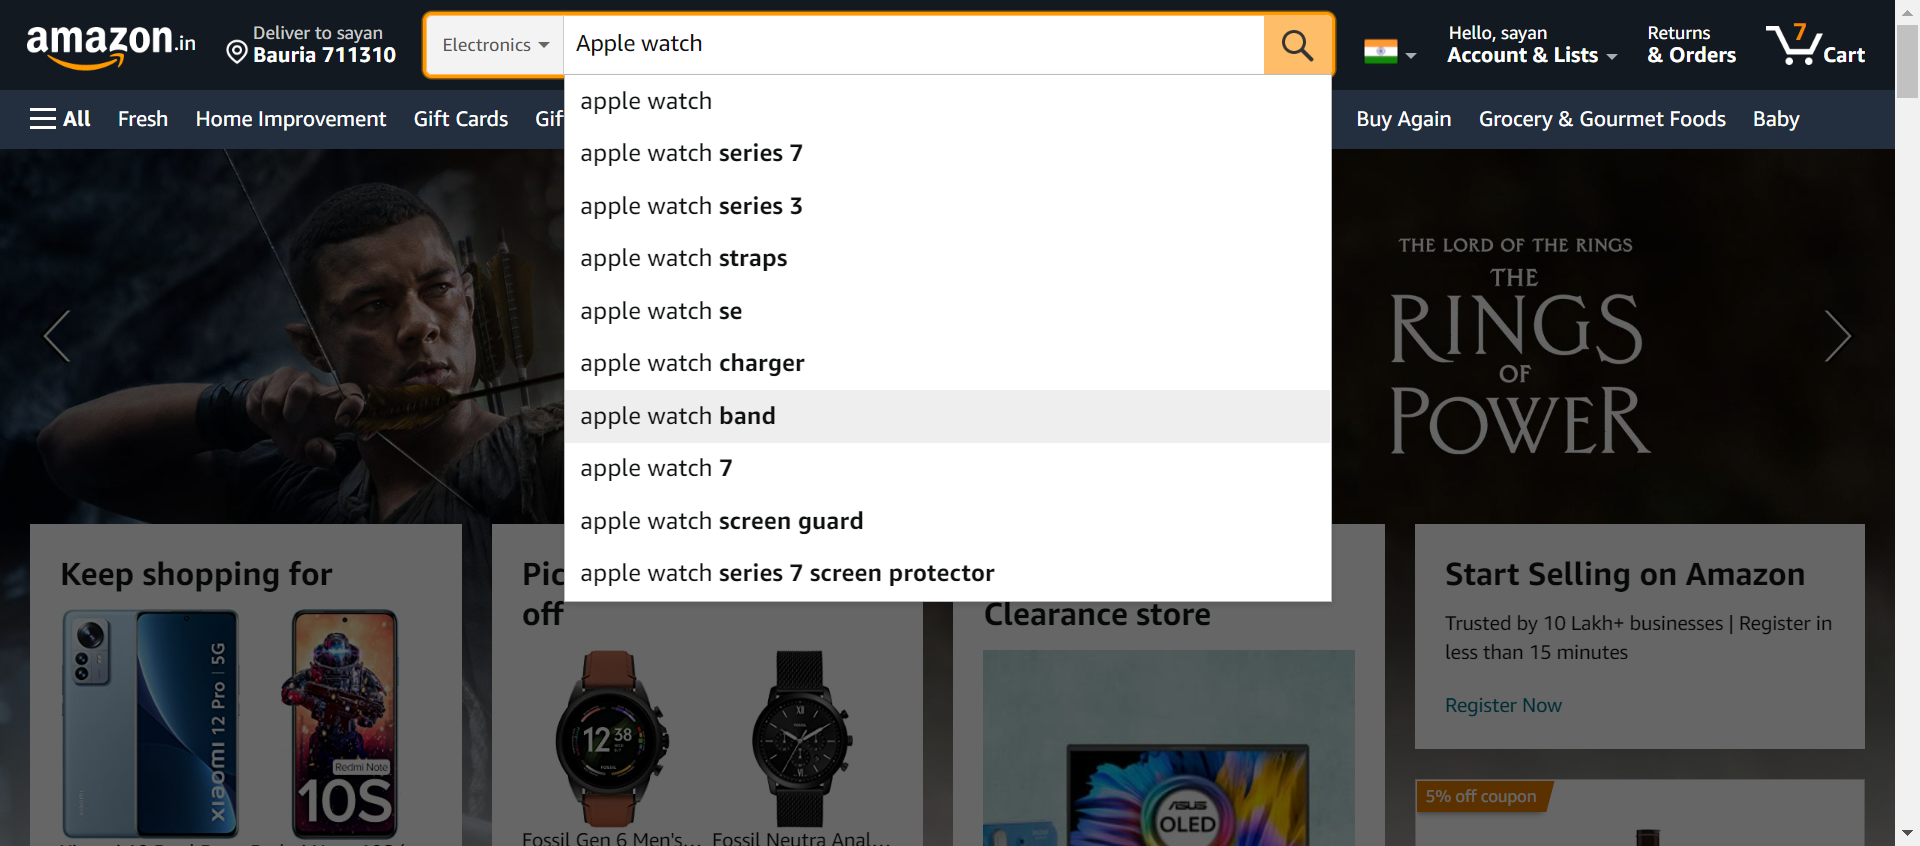 amazon.in
Deliver to sayan
Bauria 711310
Electronics
Apple watch
Hello, sayan
Account & Lists
Returns
& Orders
7
Cart
All
Fresh
Home Improvement
Gift Cards
Gif
Buy Again
Grocery & Gourmet Foods
Baby
apple watch
apple watch series 7
apple watch series 3
apple watch straps
apple watch se
apple watch charger
apple watch band
apple watch 7
apple watch screen guard
apple watch series 7 screen protector
THE LORD OF THE RINGS
THE
RINGS
OF
POWER
Keep shopping for
xiaomi 12 Pro | 5G
Redmi Note
10S
Pic
off
12 38
FOSSIL
Fossil Gen 6 Men's...
Fossil Neutra Anal...
Clearance store
ASUS
OLED
Start Selling on Amazon
Trusted by 10 Lakh+ businesses | Register in
less than 15 minutes
Register Now
5% off coupon